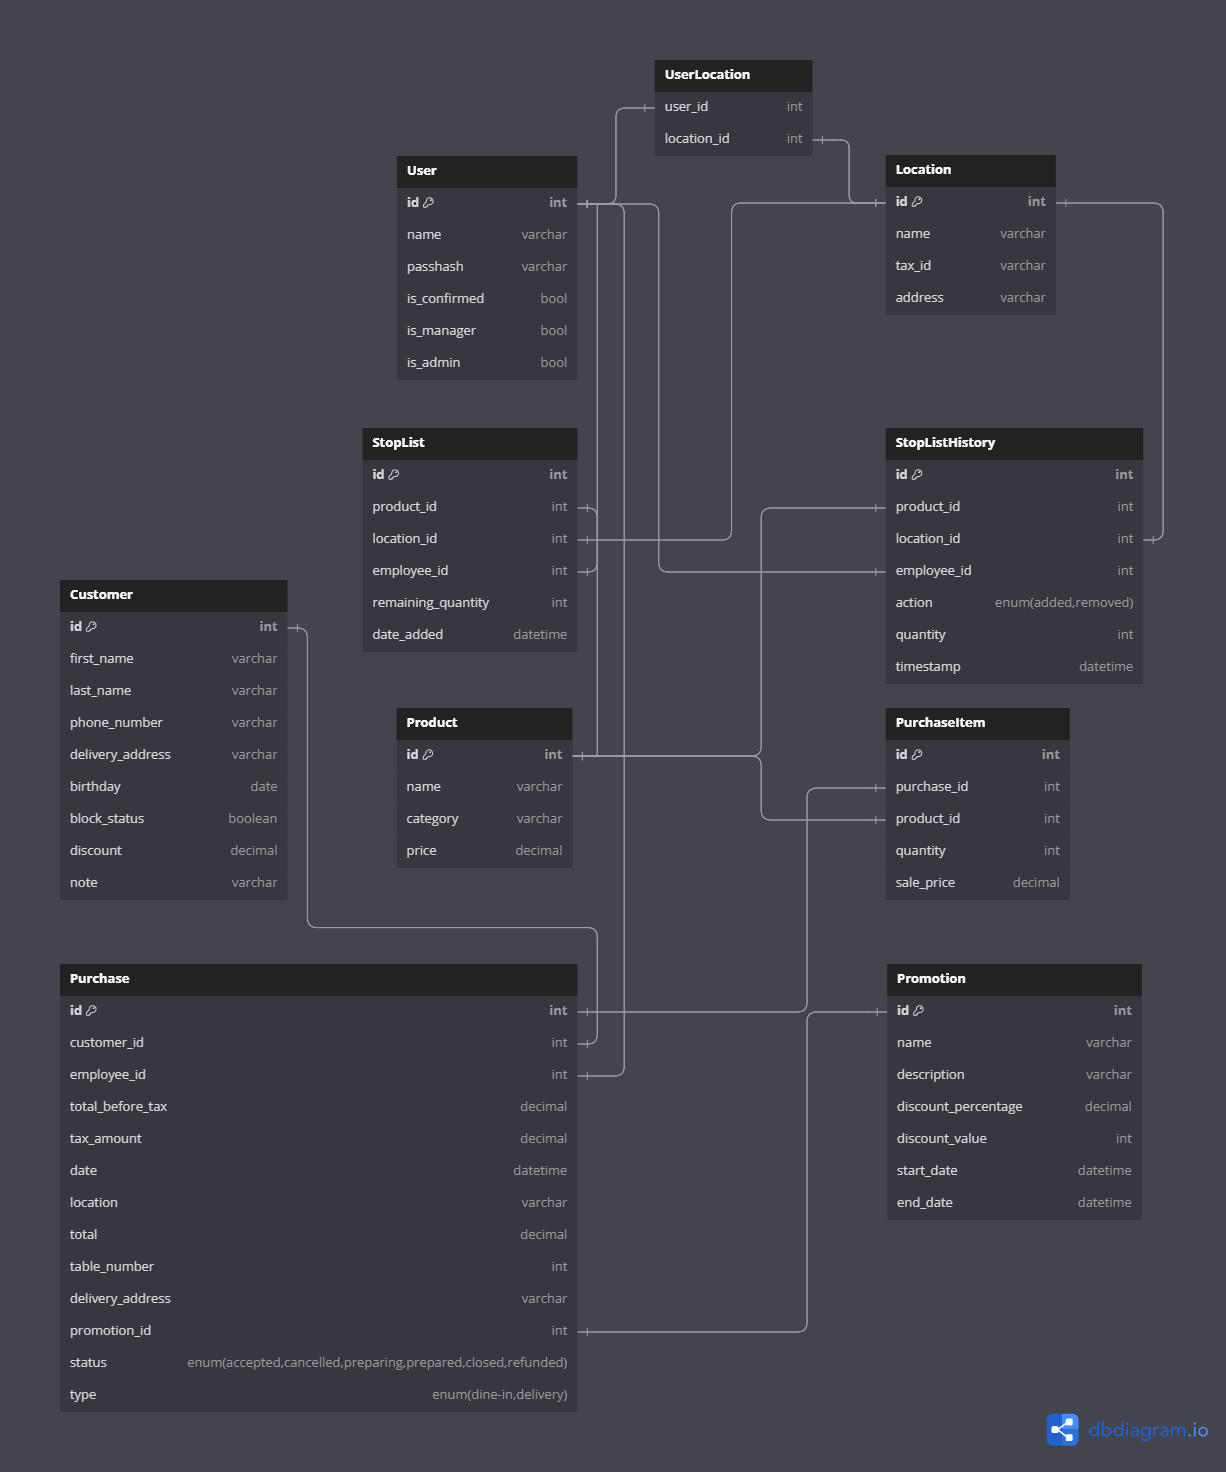 UserLocation
user_id int
location_id int
User
id int
name varchar
passhash varchar
is_confirmed bool
is_manager bool
is_admin bool
Location
id int
name varchar
tax_id varchar
address varchar
StopList
id int
product_id int
location_id int
employee_id int
remaining_quantity int
date_added datetime
StopListHistory
id int
product_id int
location_id int
employee_id int
action enum(added,removed)
quantity int
timestamp datetime
Customer
id int
first_name varchar
last_name varchar
phone_number varchar
delivery_address varchar
birthday date
block_status boolean
discount decimal
note varchar
Product
id int
name varchar
category varchar
price decimal
PurchaseItem
id int
purchase_id int
product_id int
quantity int
sale_price decimal
Purchase
id int
customer_id int
employee_id int
total_before_tax decimal
tax_amount decimal
date datetime
location varchar
total decimal
table_number int
delivery_address varchar
promotion_id int
status enum(accepted,cancelled,preparing,prepared,closed,refunded)
type enum(dine-in,delivery)
Promotion
id int
name varchar
description varchar
discount_percentage decimal
discount_value int
start_date datetime
end_date datetime
dbdiagram.io